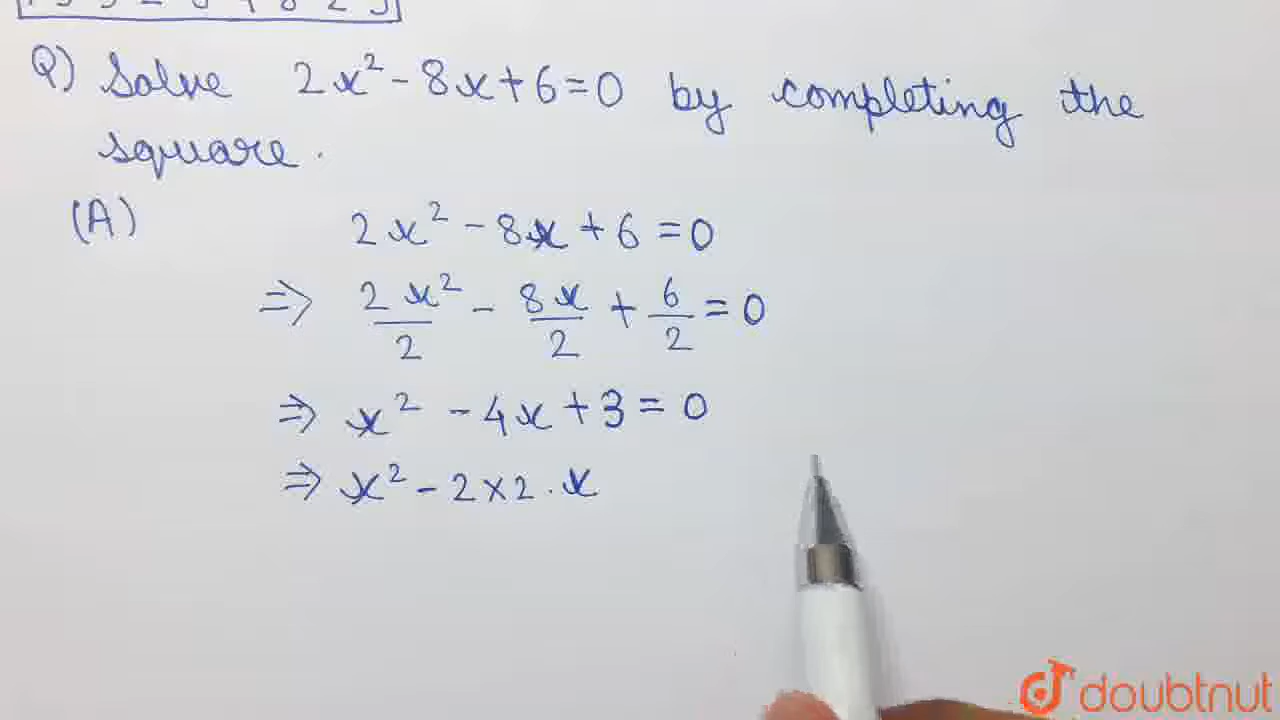 Q) Solve 2x² - 8x + 6 = 0 by completing the
square.
(A) 2x² - 8x + 6 = 0
⇒ 2x²/2 - 8x/2 + 6/2 = 0
⇒ x² - 4x + 3 = 0
⇒ x² - 2 × 2 . x
doubtnut